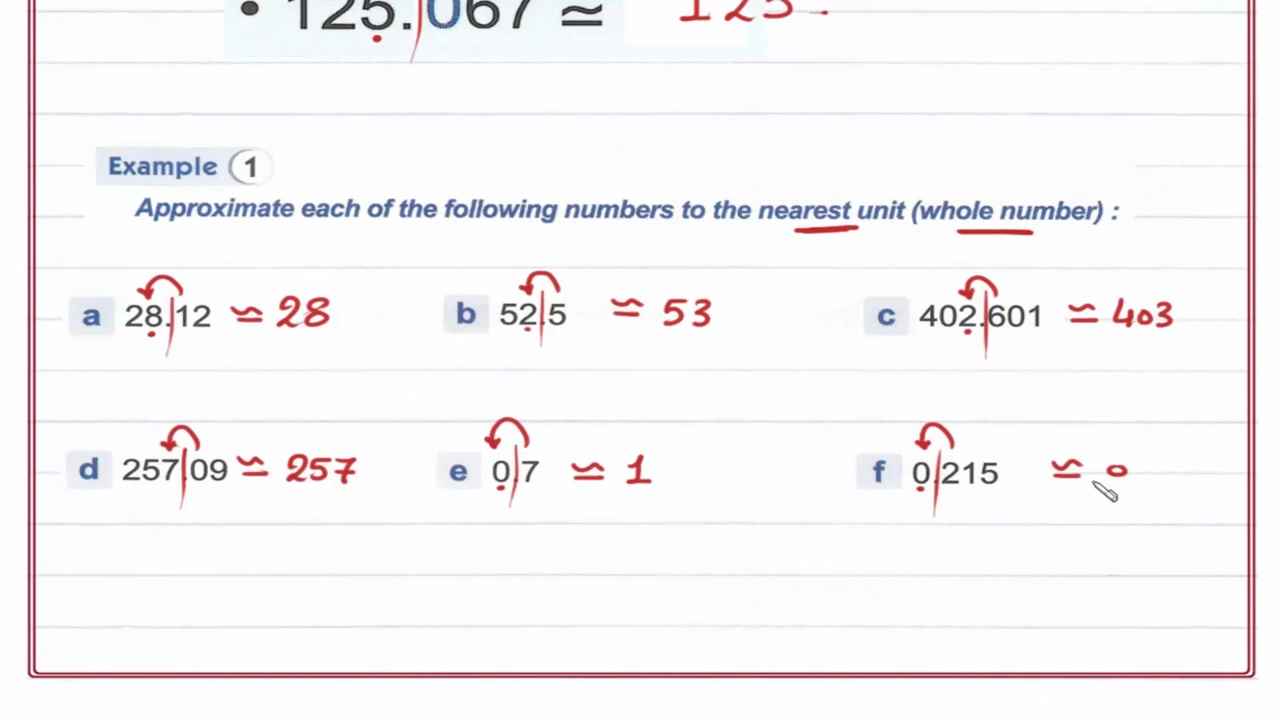 • 125.067 ≃ 125.
Example 1
Approximate each of the following numbers to the nearest unit (whole number) :
a 28.12 ≃ 28 b 52.5 ≃ 53 c 402.601 ≃ 403
d 257.09 ≃ 257 e 0.7 ≃ 1 f 0.215 ≃ 0